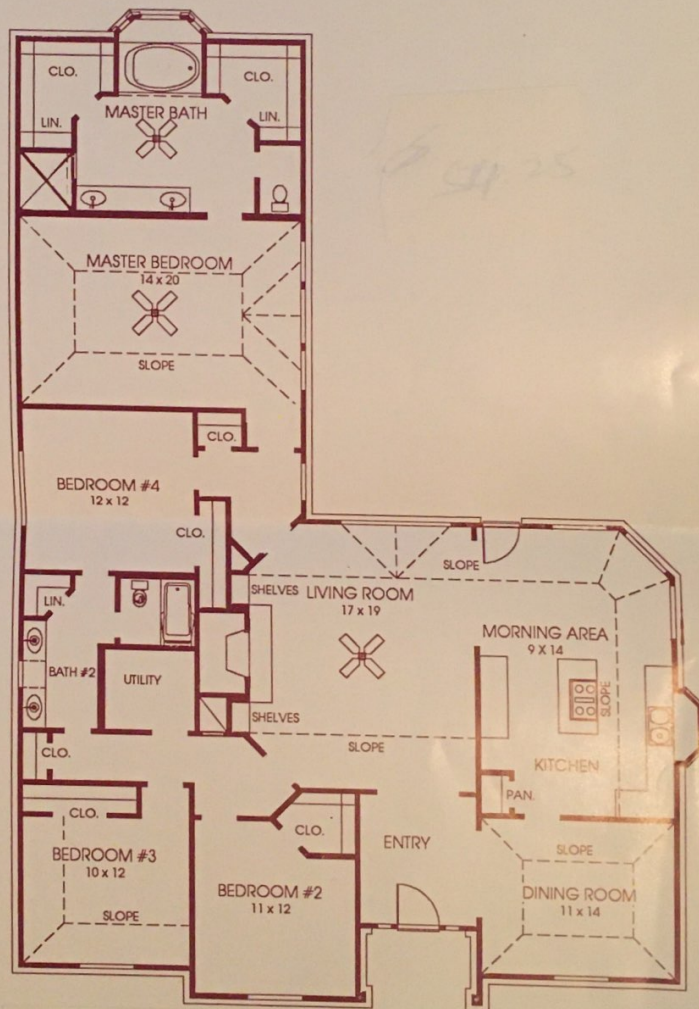 CLO.
CLO.
LIN.
MASTER BATH
LIN.
MASTER BEDROOM
14 x 20
SLOPE
CLO.
BEDROOM #4
12 x 12
CLO.
SLOPE
LIN.
SHELVES
LIVING ROOM
17 x 19
MORNING AREA
9 X 14
BATH #2
UTILITY
SLOPE
SHELVES
SLOPE
CLO.
KITCHEN
PAN.
CLO.
CLO.
ENTRY
SLOPE
BEDROOM #3
10 x 12
BEDROOM #2
11 x 12
DINING ROOM
11 x 14
SLOPE